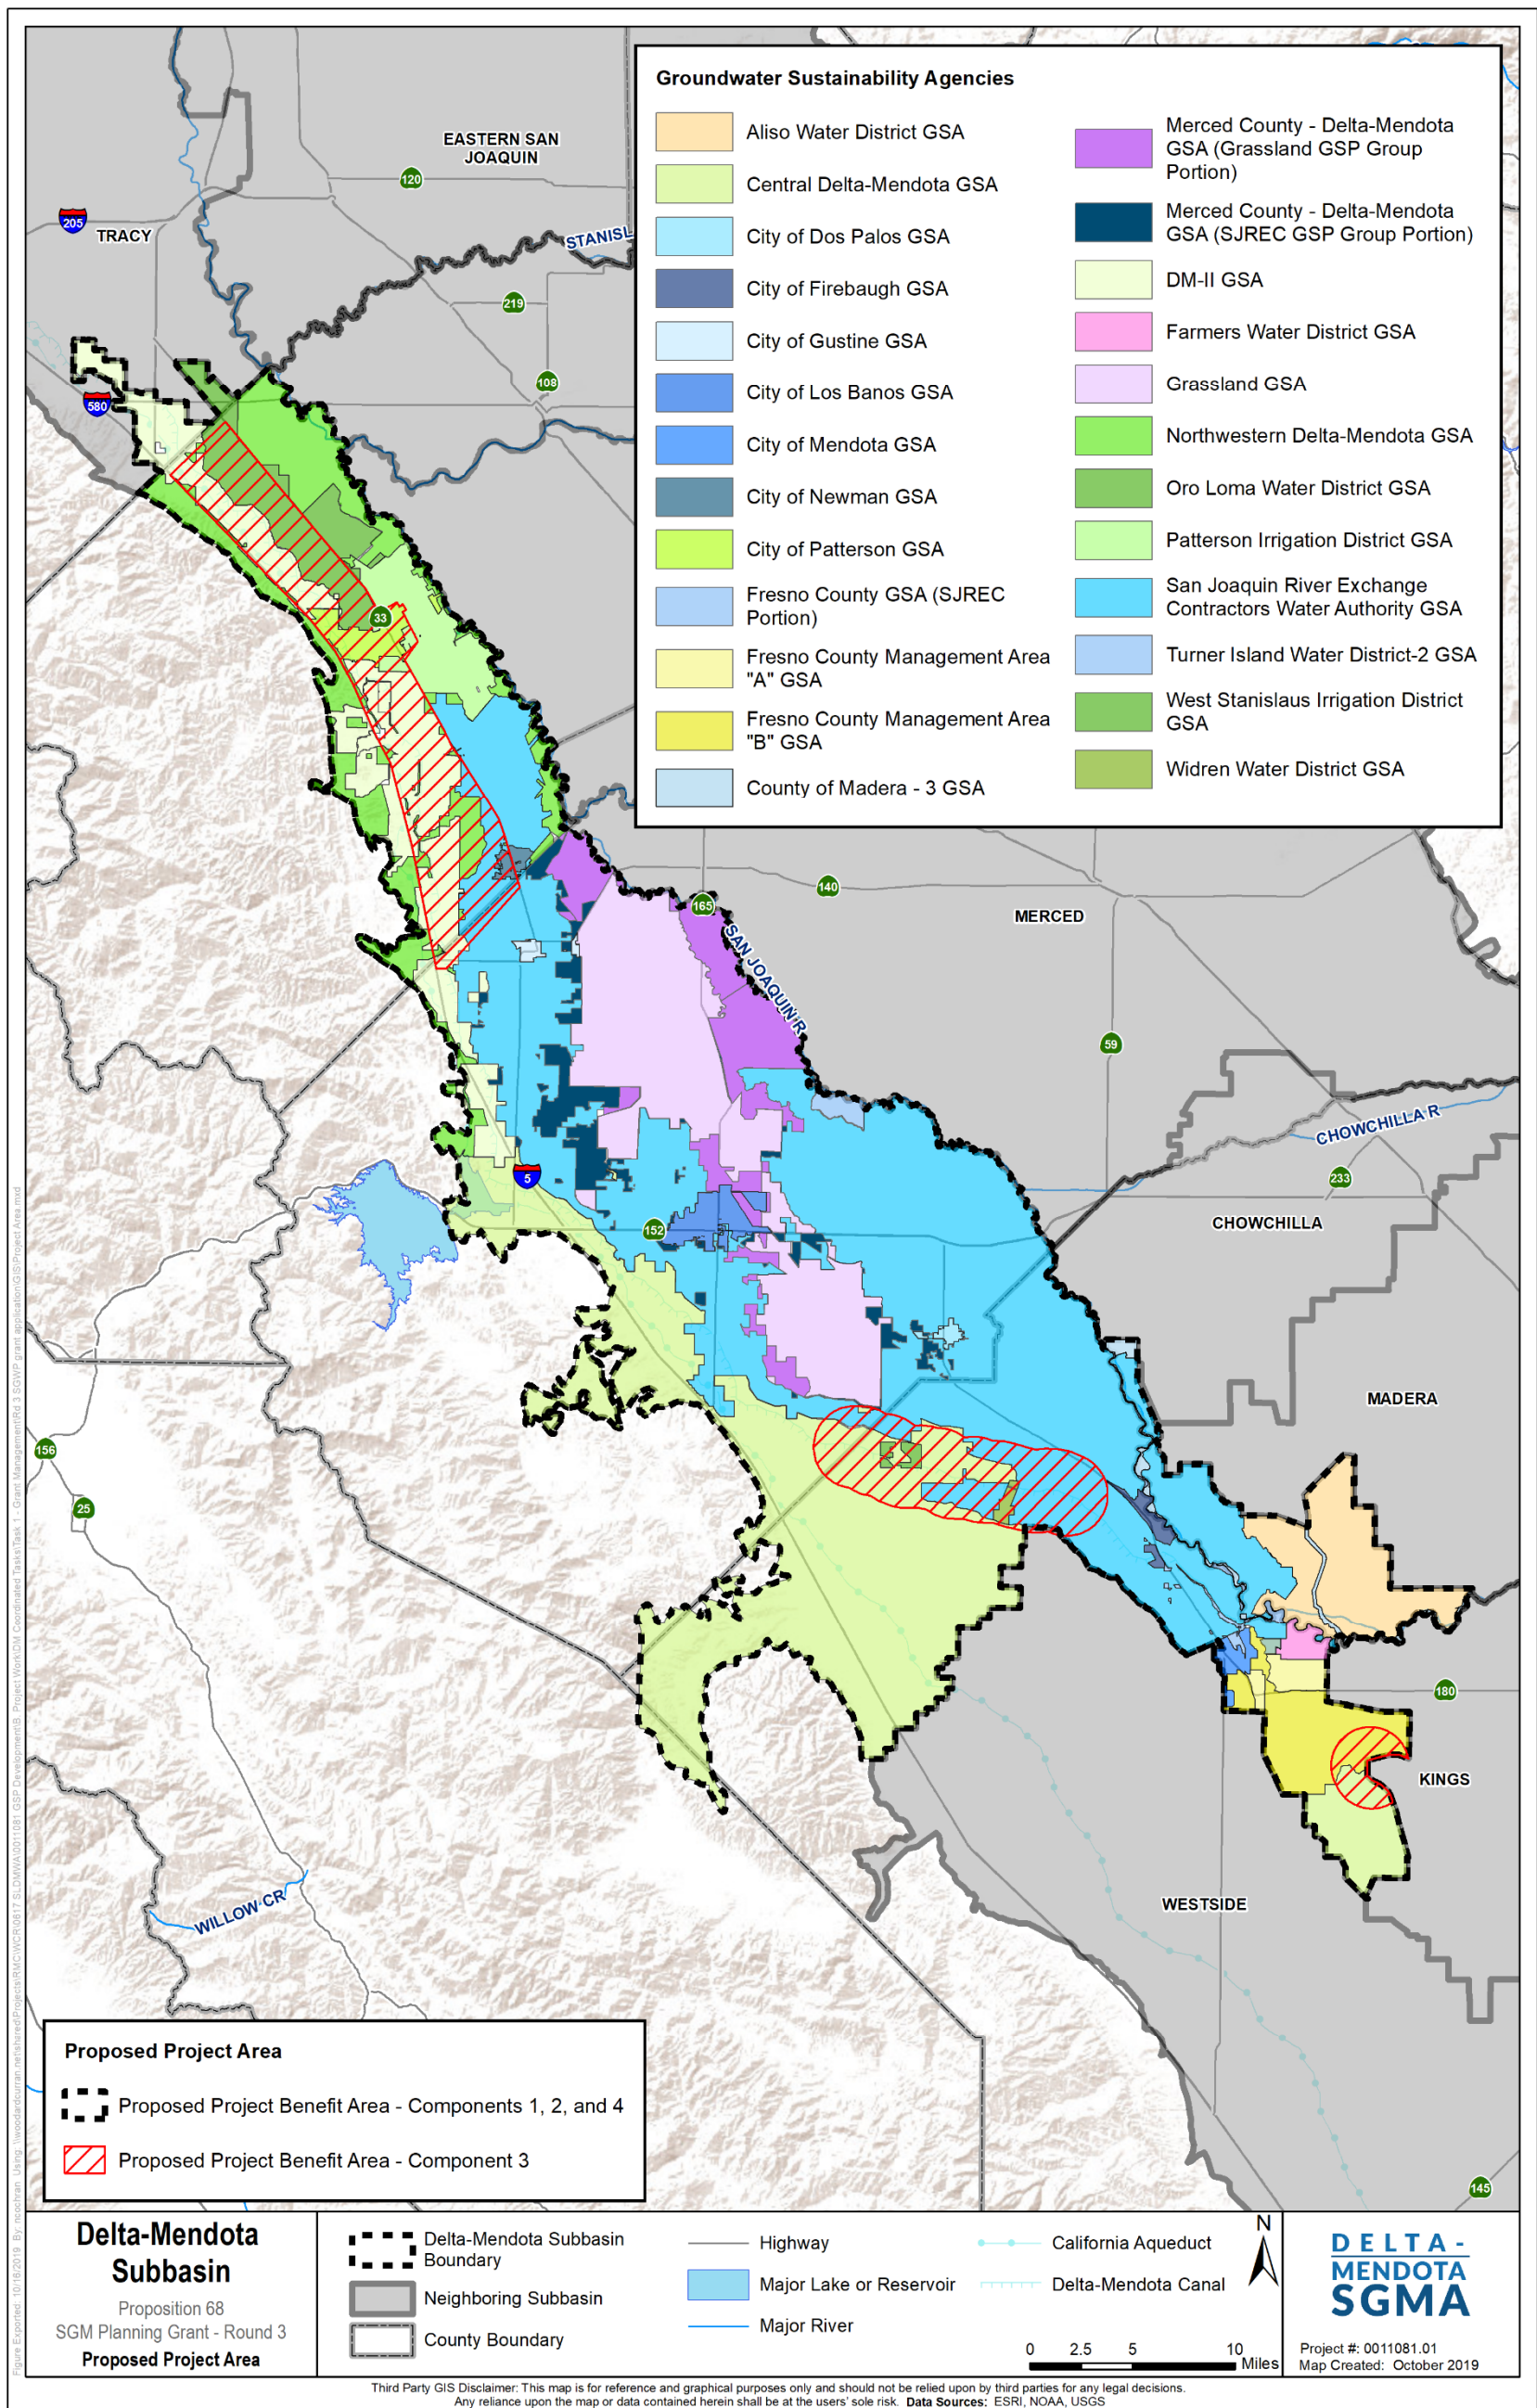 Groundwater Sustainability Agencies
Aliso Water District GSA
Central Delta-Mendota GSA
City of Dos Palos GSA
City of Firebaugh GSA
City of Gustine GSA
City of Los Banos GSA
City of Mendota GSA
City of Newman GSA
City of Patterson GSA
Fresno County GSA (SJREC
Portion)
Fresno County Management Area
"A" GSA
Fresno County Management Area
"B" GSA
County of Madera - 3 GSA
Merced County - Delta-Mendota
GSA (Grassland GSP Group
Portion)
Merced County - Delta-Mendota
GSA (SJREC GSP Group Portion)
DM-II GSA
Farmers Water District GSA
Grassland GSA
Northwestern Delta-Mendota GSA
Oro Loma Water District GSA
Patterson Irrigation District GSA
San Joaquin River Exchange
Contractors Water Authority GSA
Turner Island Water District-2 GSA
West Stanislaus Irrigation District
GSA
Widren Water District GSA
EASTERN SAN
JOAQUIN
120
205
TRACY
STANISL
219
108
580
33
140
165
MERCED
SAN JOAQUIN R
59
CHOWCHILLA R
233
5
152
CHOWCHILLA
MADERA
156
25
180
KINGS
WESTSIDE
WILLOW CR
145
Proposed Project Area
Proposed Project Benefit Area - Components 1, 2, and 4
Proposed Project Benefit Area - Component 3
Delta-Mendota
Subbasin
Proposition 68
SGM Planning Grant - Round 3
Proposed Project Area
Delta-Mendota Subbasin
Boundary
Neighboring Subbasin
County Boundary
Highway
Major Lake or Reservoir
Major River
California Aqueduct
Delta-Mendota Canal
N
0 2.5 5 10
Miles
DELTA-
MENDOTA
SGMA
Project #: 0011081.01
Map Created: October 2019
Third Party GIS Disclaimer: This map is for reference and graphical purposes only and should not be relied upon by third parties for any legal decisions.
Any reliance upon the map or data contained herein shall be at the users' sole risk. Data Sources: ESRI, NOAA, USGS